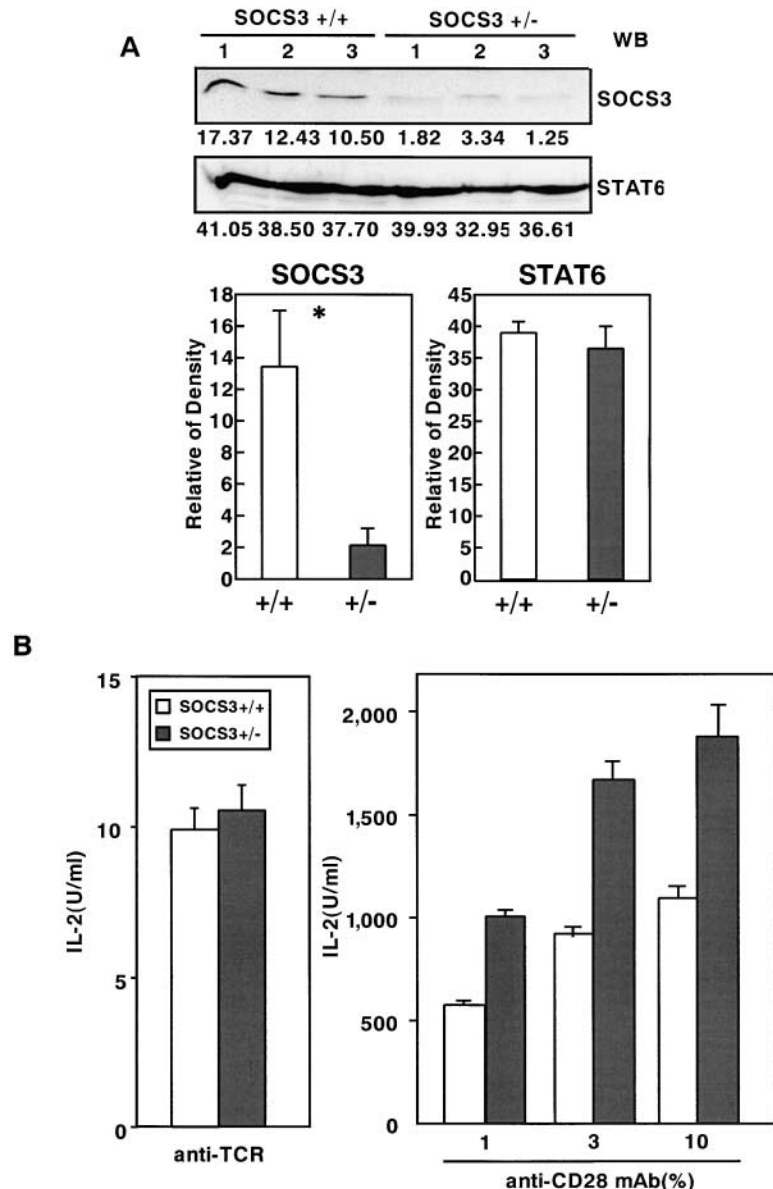 SOCS3 +/+ SOCS3 +/- WB
A 1 2 3 1 2 3
SOCS3
17.37 12.43 10.50 1.82 3.34 1.25
STAT6
41.05 38.50 37.70 39.93 32.95 36.61
SOCS3
Relative of Density
18
16
14
12
10
8
6
4
2
0
*
+/+ +/-
STAT6
Relative of Density
45
40
35
30
25
20
15
10
5
0
+/+ +/-
B
IL-2(U/ml)
15
10
5
0
SOCS3+/+
SOCS3+/-
anti-TCR
IL-2(U/ml)
2,000
1,500
1,000
500
0
1 3 10
anti-CD28 mAb(%)